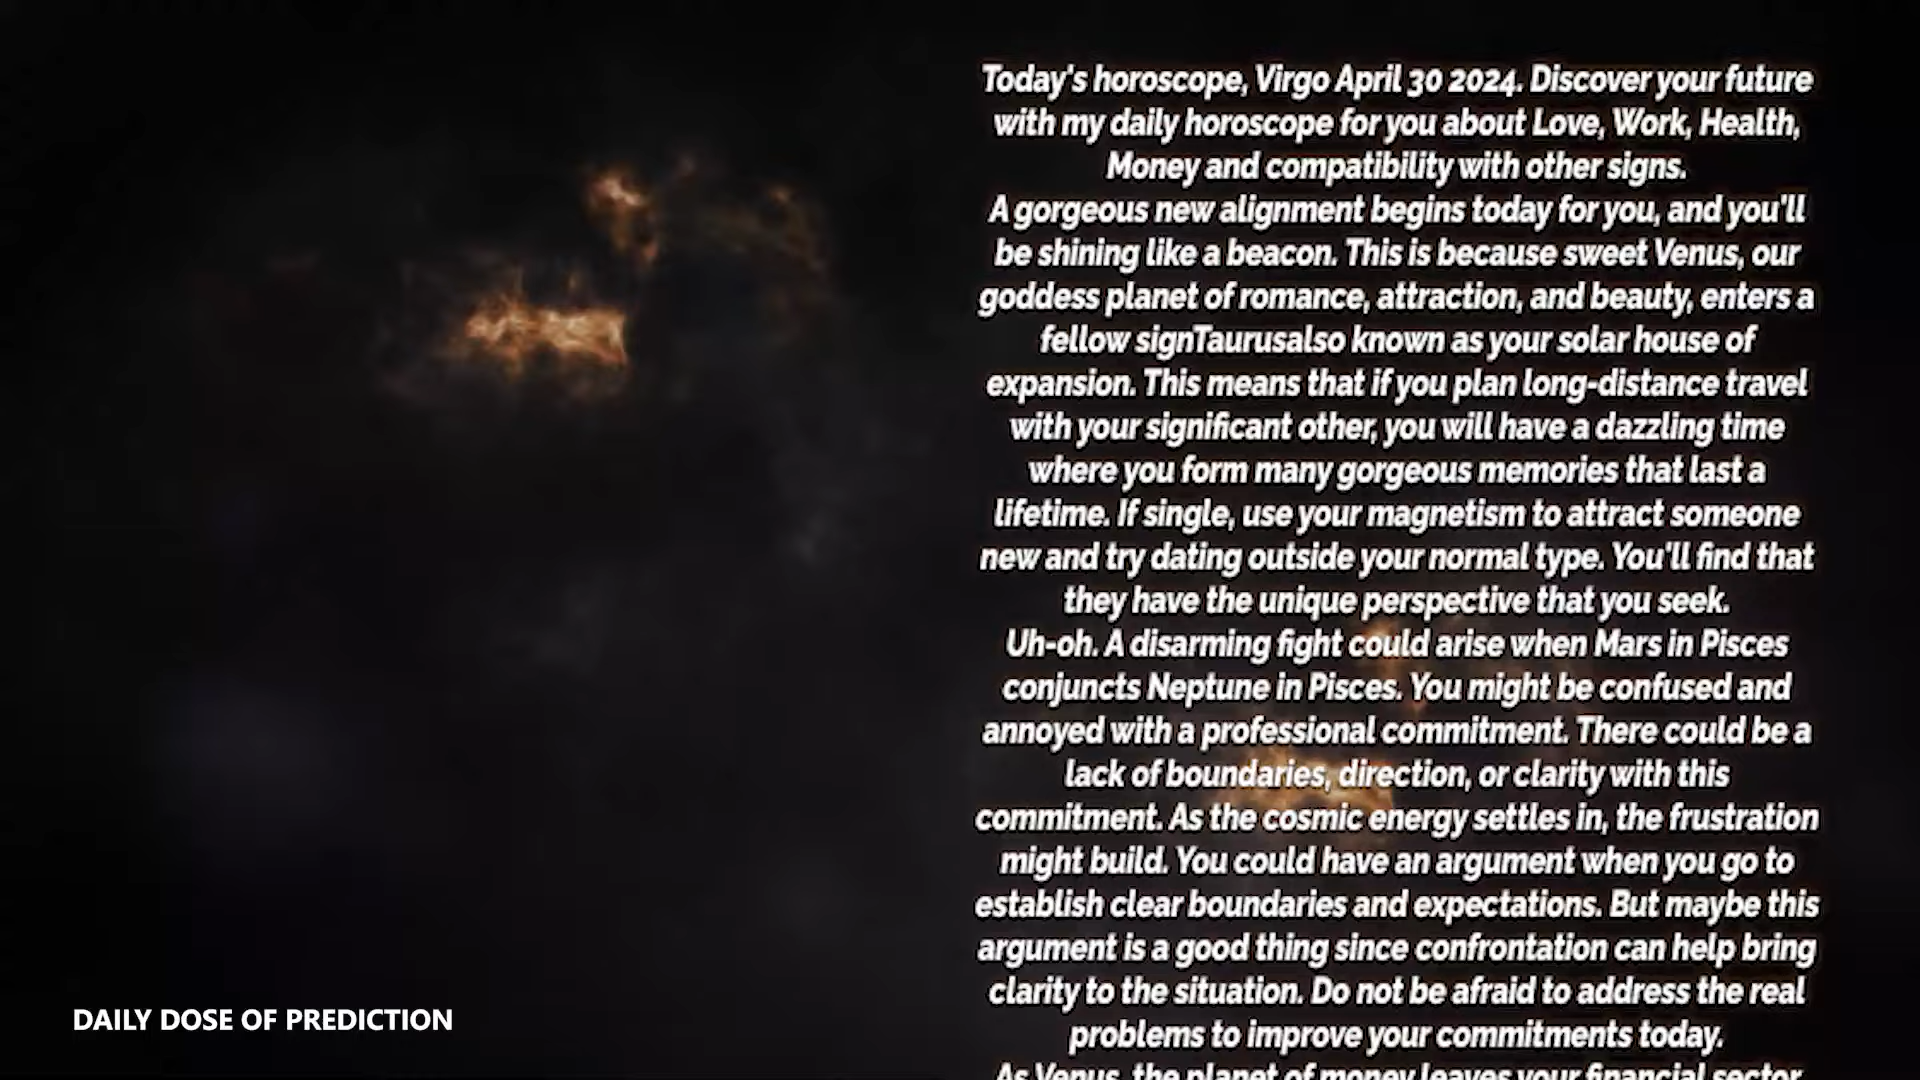 Today's horoscope, Virgo April 30 2024. Discover your future
with my daily horoscope for you about Love, Work, Health,
Money and compatibility with other signs.
A gorgeous new alignment begins today for you, and you'll
be shining like a beacon. This is because sweet Venus, our
goddess planet of romance, attraction, and beauty, enters a
fellow signTaurusalso known as your solar house of
expansion. This means that if you plan long-distance travel
with your significant other, you will have a dazzling time
where you form many gorgeous memories that last a
lifetime. If single, use your magnetism to attract someone
new and try dating outside your normal type. You'll find that
they have the unique perspective that you seek.
Uh-oh. A disarming fight could arise when Mars in Pisces
conjuncts Neptune in Pisces. You might be confused and
annoyed with a professional commitment. There could be a
lack of boundaries, direction, or clarity with this
commitment. As the cosmic energy settles in, the frustration
might build. You could have an argument when you go to
establish clear boundaries and expectations. But maybe this
argument is a good thing since confrontation can help bring
clarity to the situation. Do not be afraid to address the real
problems to improve your commitments today.
As Venus, the planet of money leaves your financial sector
DAILY DOSE OF PREDICTION